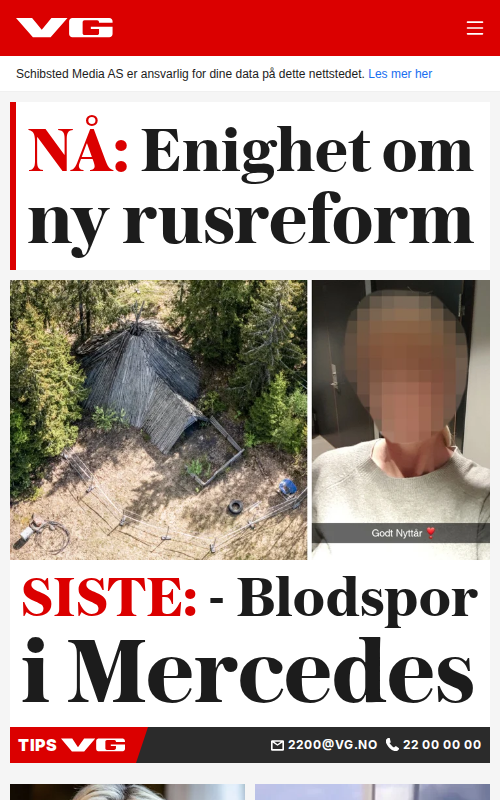 VG
Schibsted Media AS er ansvarlig for dine data på dette nettstedet. Les mer her
NÅ: Enighet om
ny rusreform
Godt Nyttår ❣️
SISTE: - Blodspor
i Mercedes
TIPS VG 2200@VG.NO 22 00 00 00